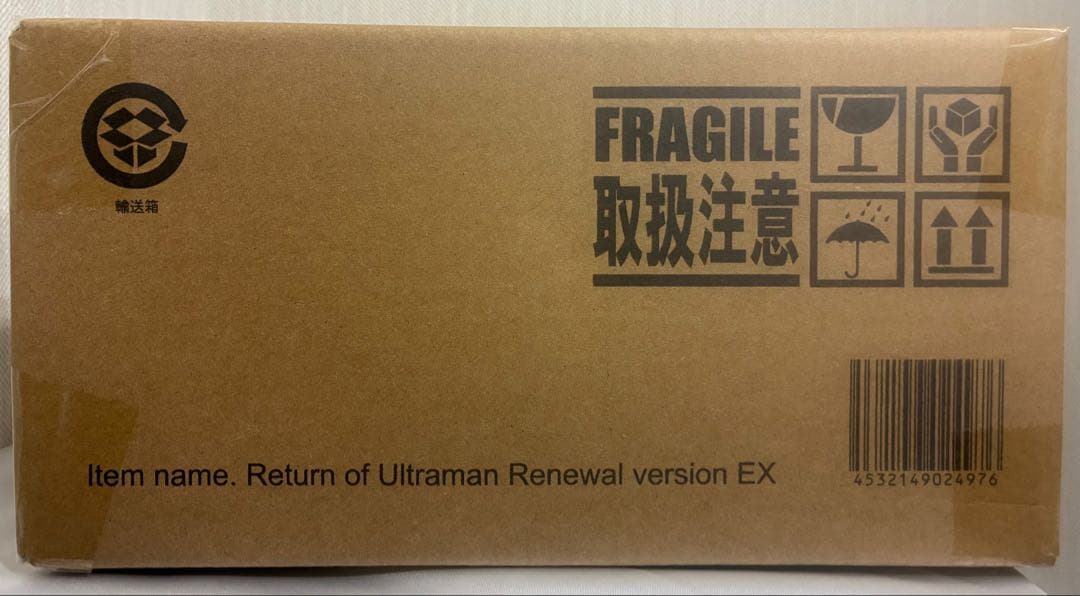 FRAGILE
取扱注意
輸送箱
Item name. Return of Ultraman Renewal version EX
4532149024976